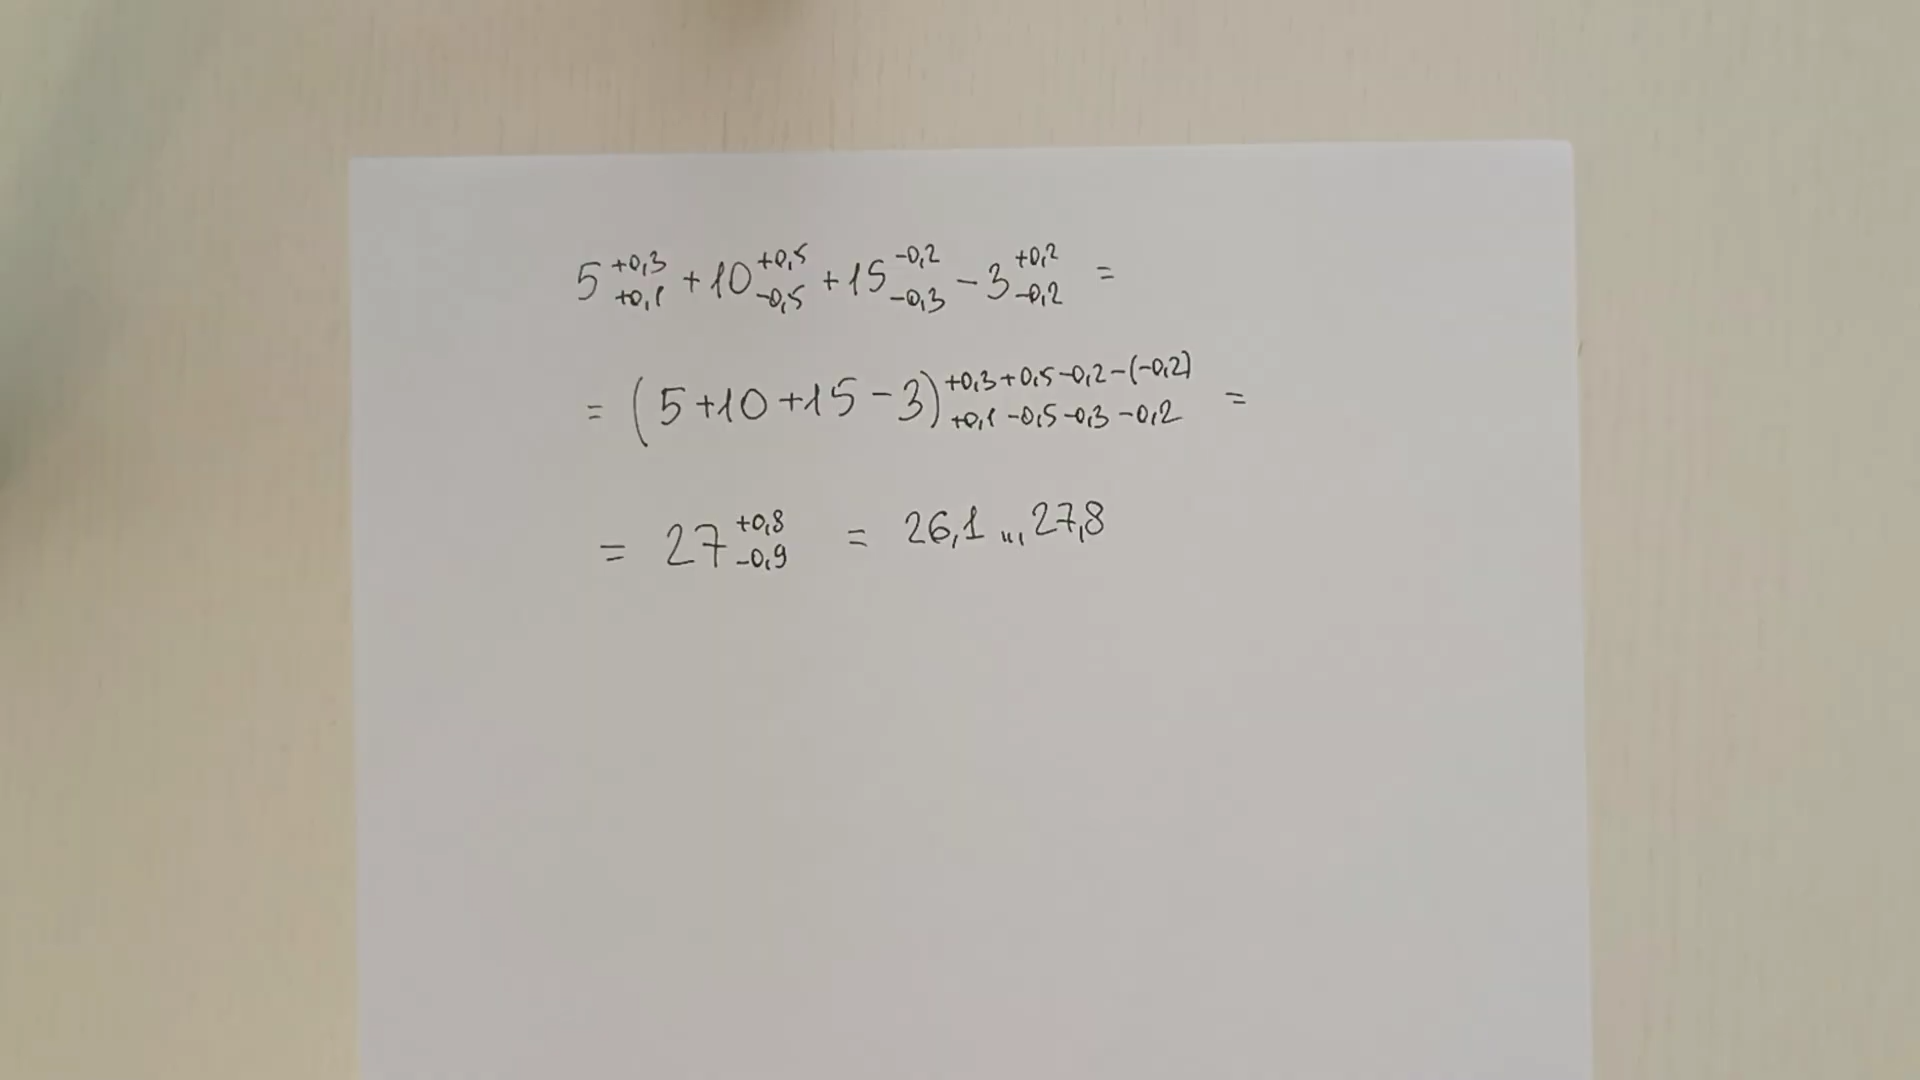 5 +0,3 +0,1 + 10 +0,5 -0,5 + 15 -0,2 -0,3 - 3 +0,2 -0,2 =
= (5+10+15-3) +0,3+0,5-0,2-(-0,2) +0,1-0,5-0,3-0,2 =
= 27 +0,8 -0,9 = 26,1 ... 27,8